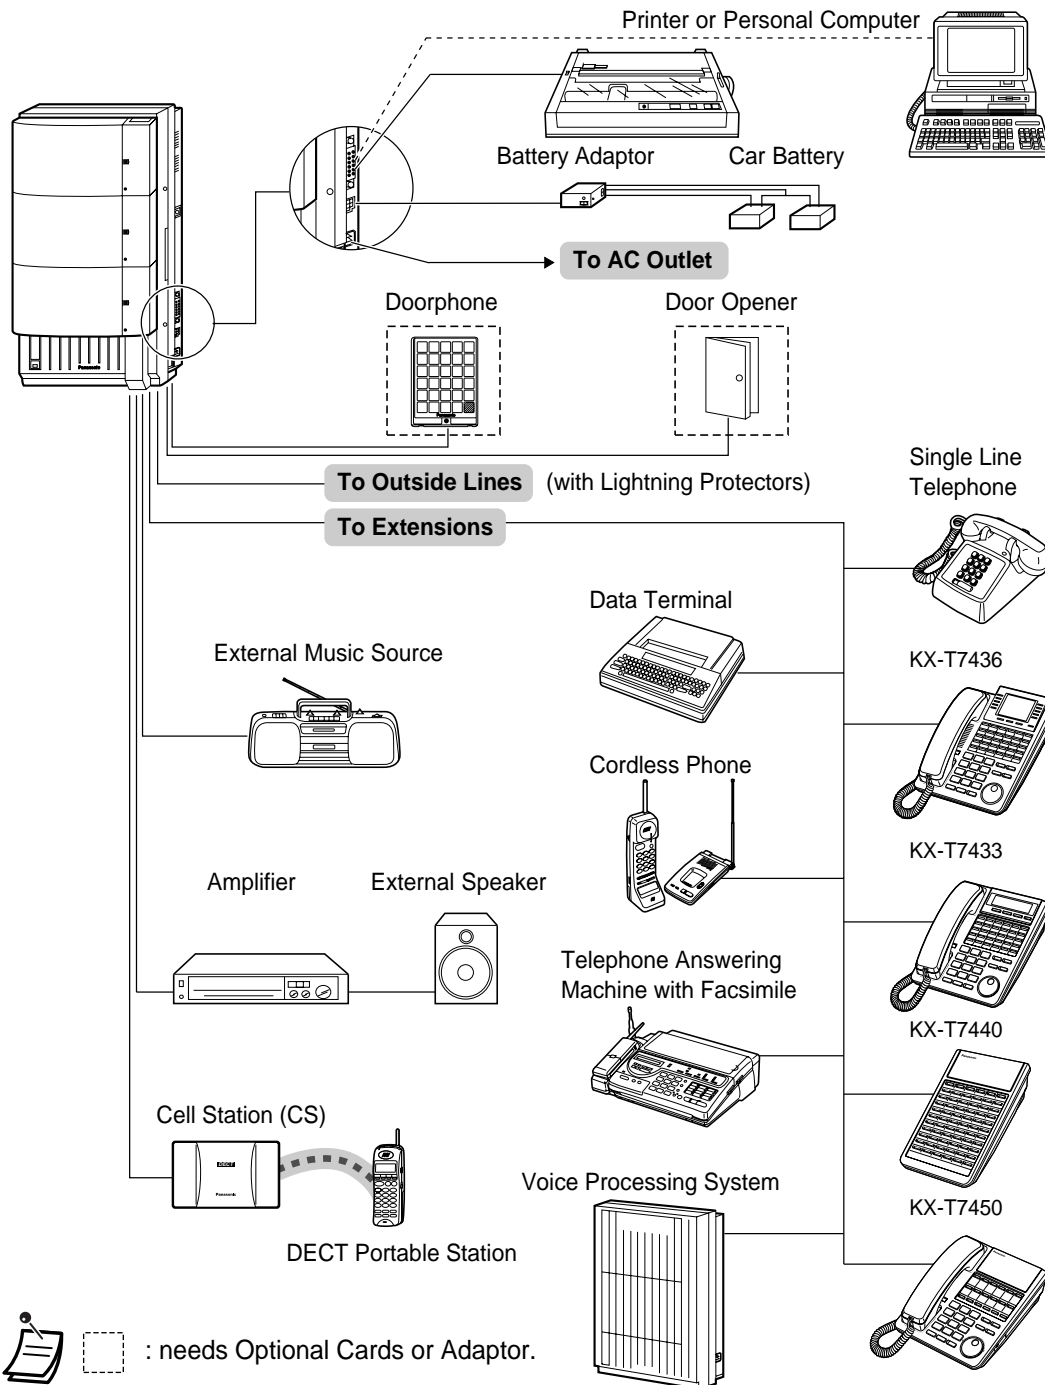 Printer or Personal Computer
Battery Adaptor
Car Battery
To AC Outlet
Doorphone
Door Opener
Panasonic
To Outside Lines
(with Lightning Protectors)
Single Line
Telephone
To Extensions
Data Terminal
External Music Source
KX-T7436
Cordless Phone
KX-T7433
Amplifier
External Speaker
Telephone Answering
Machine with Facsimile
KX-T7440
Cell Station (CS)
DECT
Panasonic
Voice Processing System
KX-T7450
DECT Portable Station
: needs Optional Cards or Adaptor.